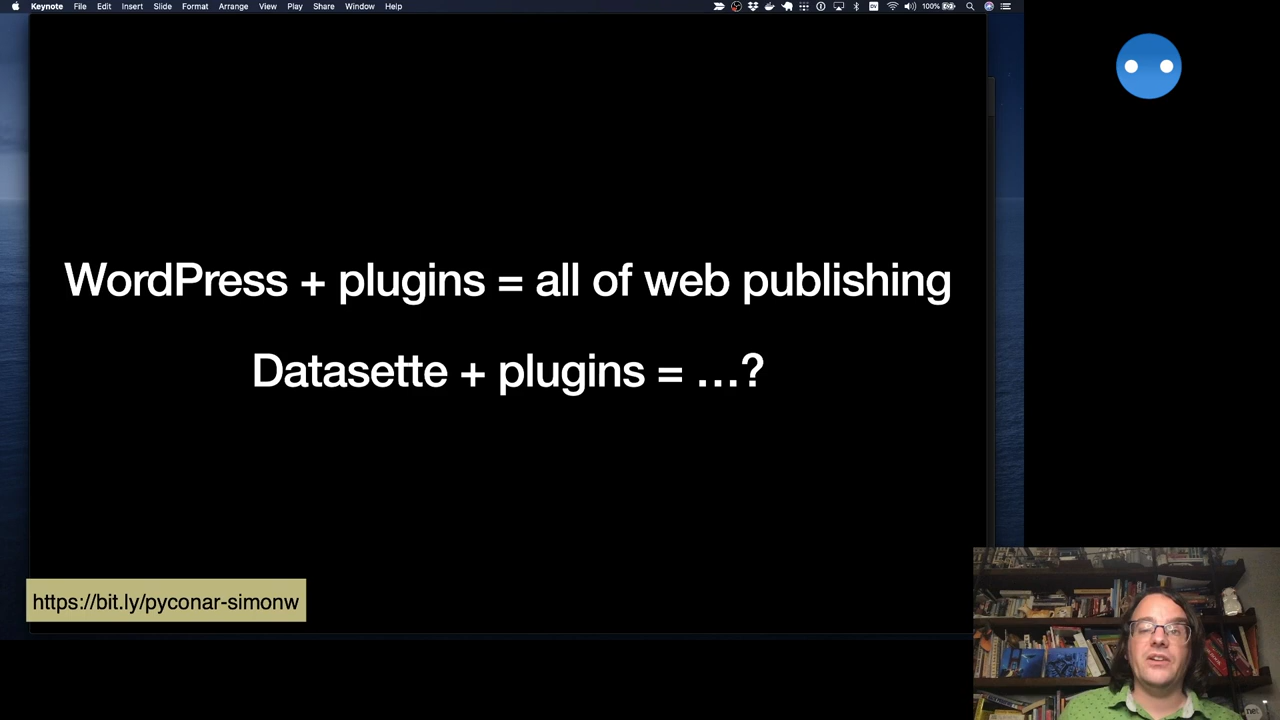 Keynote File Edit Insert Slide Format Arrange View Play Share Window Help 100%
WordPress + plugins = all of web publishing
Datasette + plugins = …?
https://bit.ly/pyconar-simonw